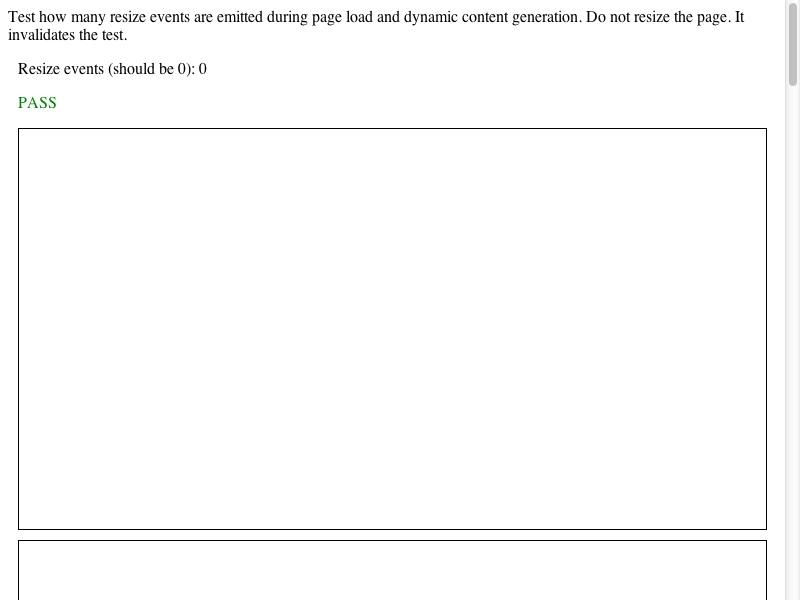 Test how many resize events are emitted during page load and dynamic content generation. Do not resize the page. It
invalidates the test.
Resize events (should be 0): 0
PASS